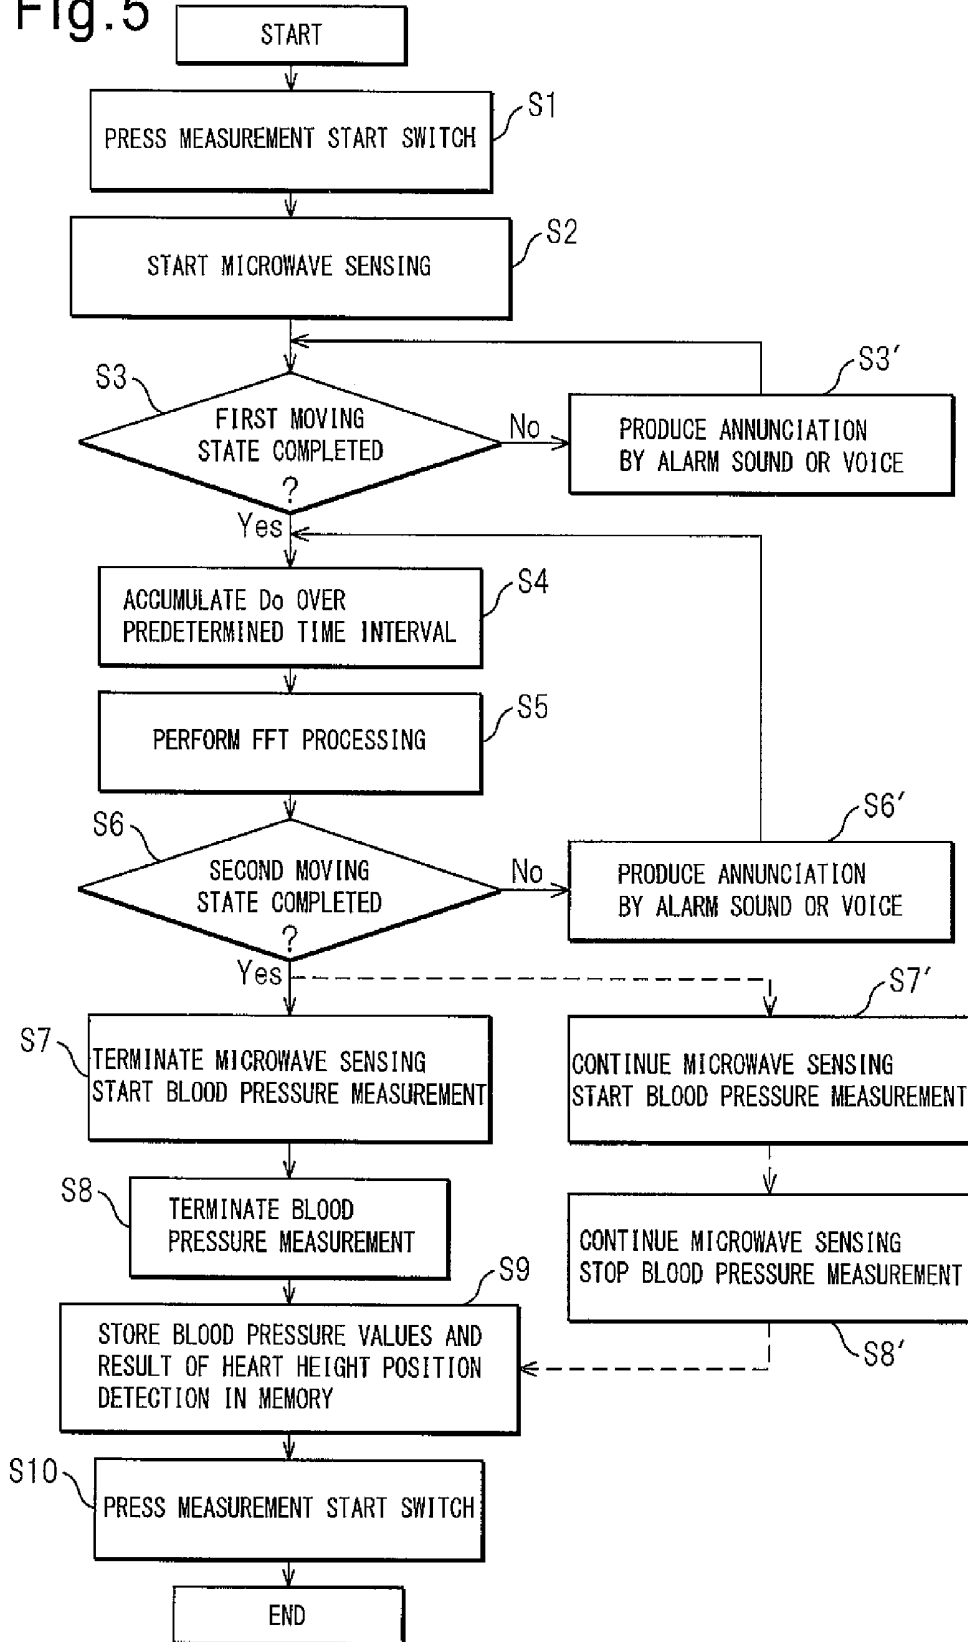 Fig.5
START
PRESS MEASUREMENT START SWITCH
S1
START MICROWAVE SENSING
S2
S3
FIRST MOVING
STATE COMPLETED
?
No
Yes
S3′
PRODUCE ANNUNCIATION
BY ALARM SOUND OR VOICE
ACCUMULATE Do OVER
PREDETERMINED TIME INTERVAL
S4
PERFORM FFT PROCESSING
S5
S6
SECOND MOVING
STATE COMPLETED
?
No
Yes
S6′
PRODUCE ANNUNCIATION
BY ALARM SOUND OR VOICE
S7
TERMINATE MICROWAVE SENSING
START BLOOD PRESSURE MEASUREMENT
S7′
CONTINUE MICROWAVE SENSING
START BLOOD PRESSURE MEASUREMENT
S8
TERMINATE BLOOD
PRESSURE MEASUREMENT
CONTINUE MICROWAVE SENSING
STOP BLOOD PRESSURE MEASUREMENT
S8′
S9
STORE BLOOD PRESSURE VALUES AND
RESULT OF HEART HEIGHT POSITION
DETECTION IN MEMORY
S10
PRESS MEASUREMENT START SWITCH
END